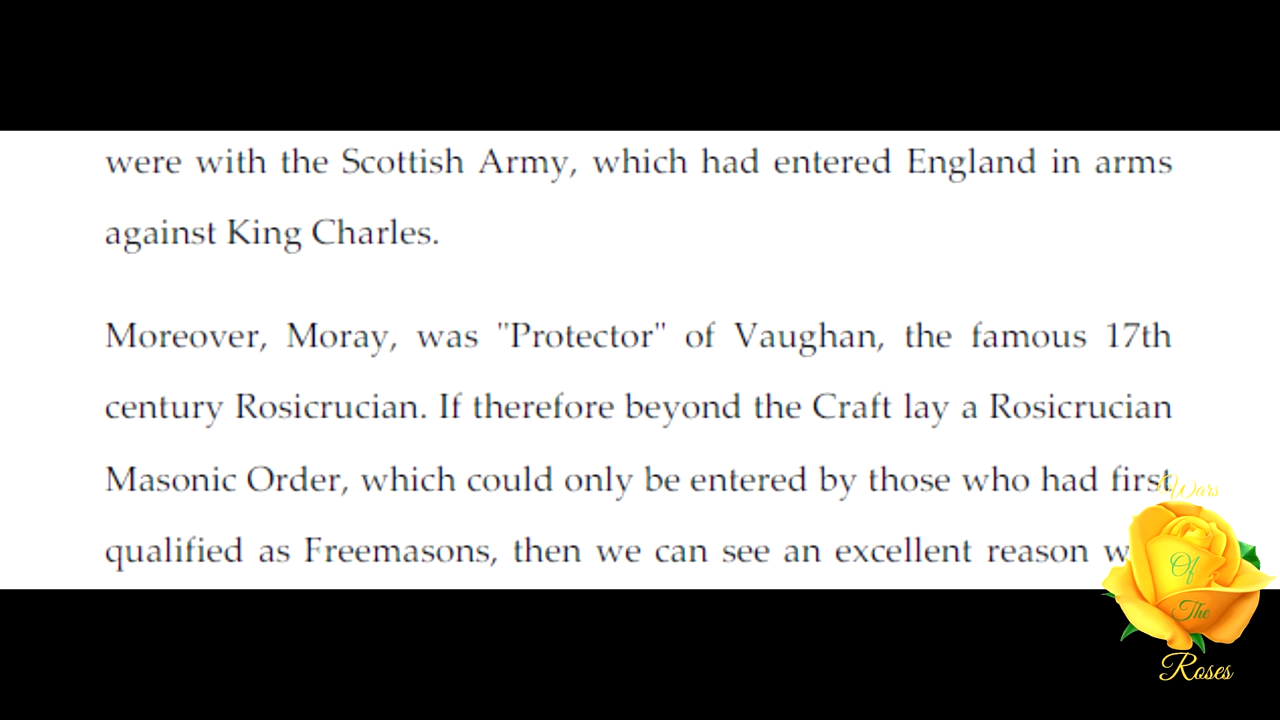 were with the Scottish Army, which had entered England in arms
against King Charles.
Moreover, Moray, was "Protector" of Vaughan, the famous 17th
century Rosicrucian. If therefore beyond the Craft lay a Rosicrucian
Masonic Order, which could only be entered by those who had first
qualified as Freemasons, then we can see an excellent reason
Wars
Of
The
Roses